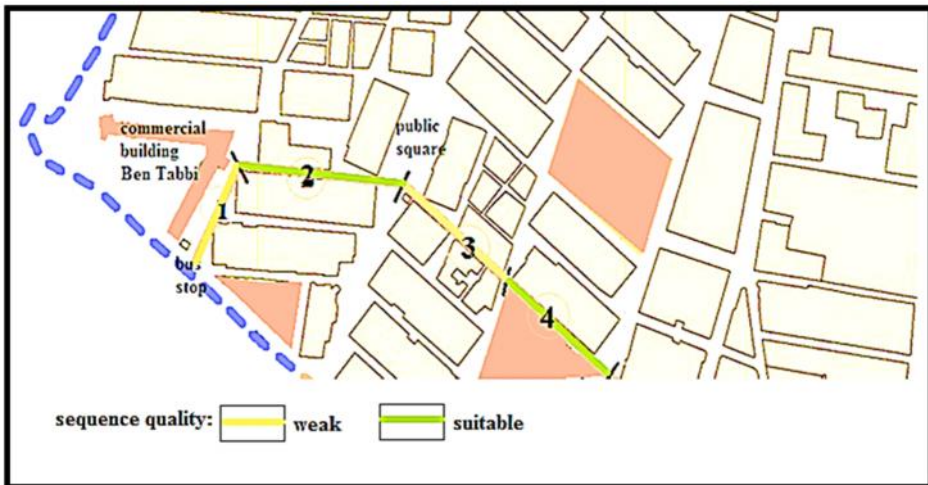 commercial
building
Ben Tabbi
public
square
2
1
3
bus
stop
4
sequence quality:
weak
suitable